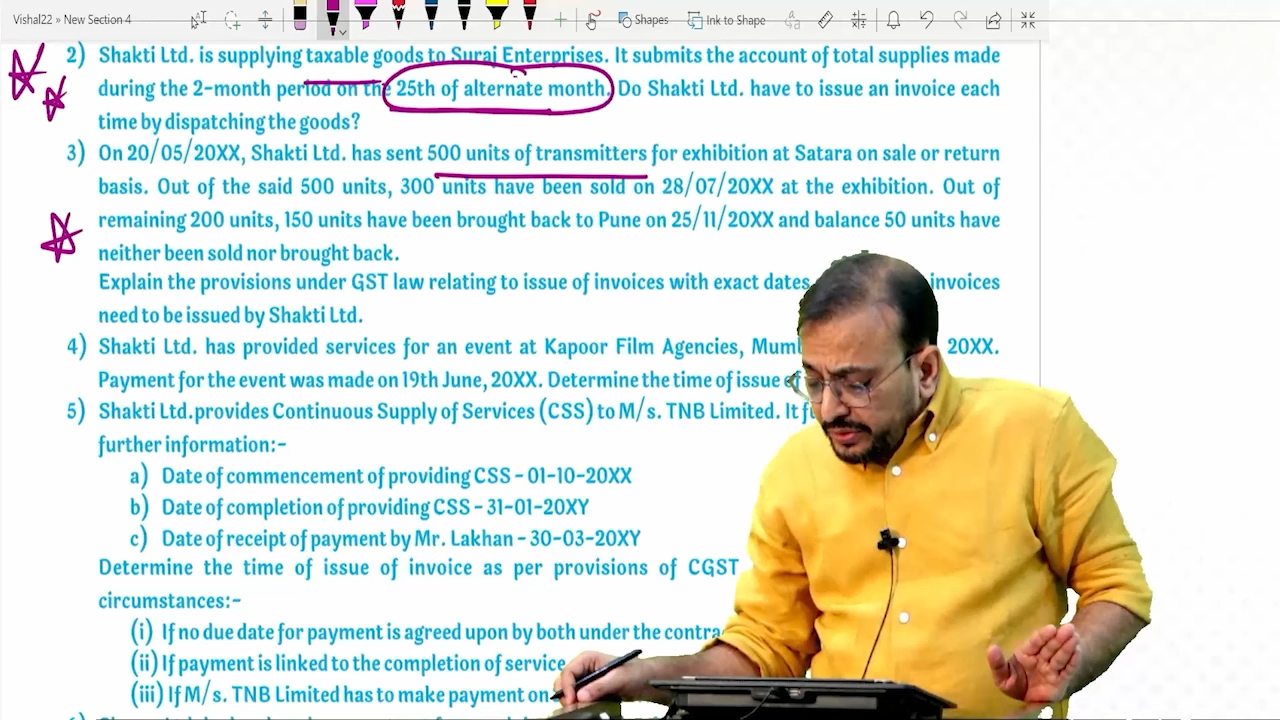 Vishal22 » New Section 4
Shapes
Ink to Shape
2) Shakti Ltd. is supplying taxable goods to Suraj Enterprises. It submits the account of total supplies made
during the 2-month period on the 25th of alternate month. Do Shakti Ltd. have to issue an invoice each
time by dispatching the goods?
3) On 20/05/20XX, Shakti Ltd. has sent 500 units of transmitters for exhibition at Satara on sale or return
basis. Out of the said 500 units, 300 units have been sold on 28/07/20XX at the exhibition. Out of
remaining 200 units, 150 units have been brought back to Pune on 25/11/20XX and balance 50 units have
neither been sold nor brought back.
Explain the provisions under GST law relating to issue of invoices with exact dates invoices
need to be issued by Shakti Ltd.
4) Shakti Ltd. has provided services for an event at Kapoor Film Agencies, 20XX.
Payment for the event was made on 19th June, 20XX. Determine the time of issue
5) Shakti Ltd.provides Continuous Supply of Services (CSS) to M/s. TNB Limited. It
further information:-
a) Date of commencement of providing CSS - 01-10-20XX
b) Date of completion of providing CSS - 31-01-20XY
c) Date of receipt of payment by Mr. Lakhan - 30-03-20XY
Determine the time of issue of invoice as per provisions of CGST
circumstances:-
(i) If no due date for payment is agreed upon by both under the
(ii) If payment is linked to the completion of service
(iii) If M/s. TNB Limited has to make payment on